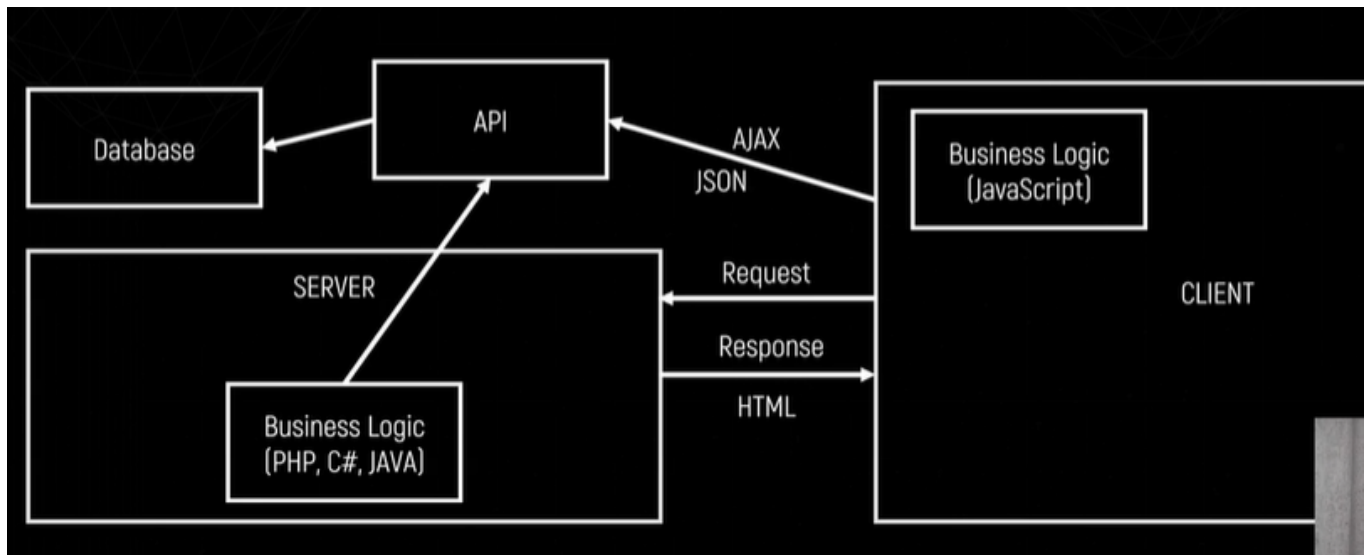 Database
API
AJAX
JSON
Business Logic
(JavaScript)
SERVER
Request
CLIENT
Response
HTML
Business Logic
(PHP, C#, JAVA)